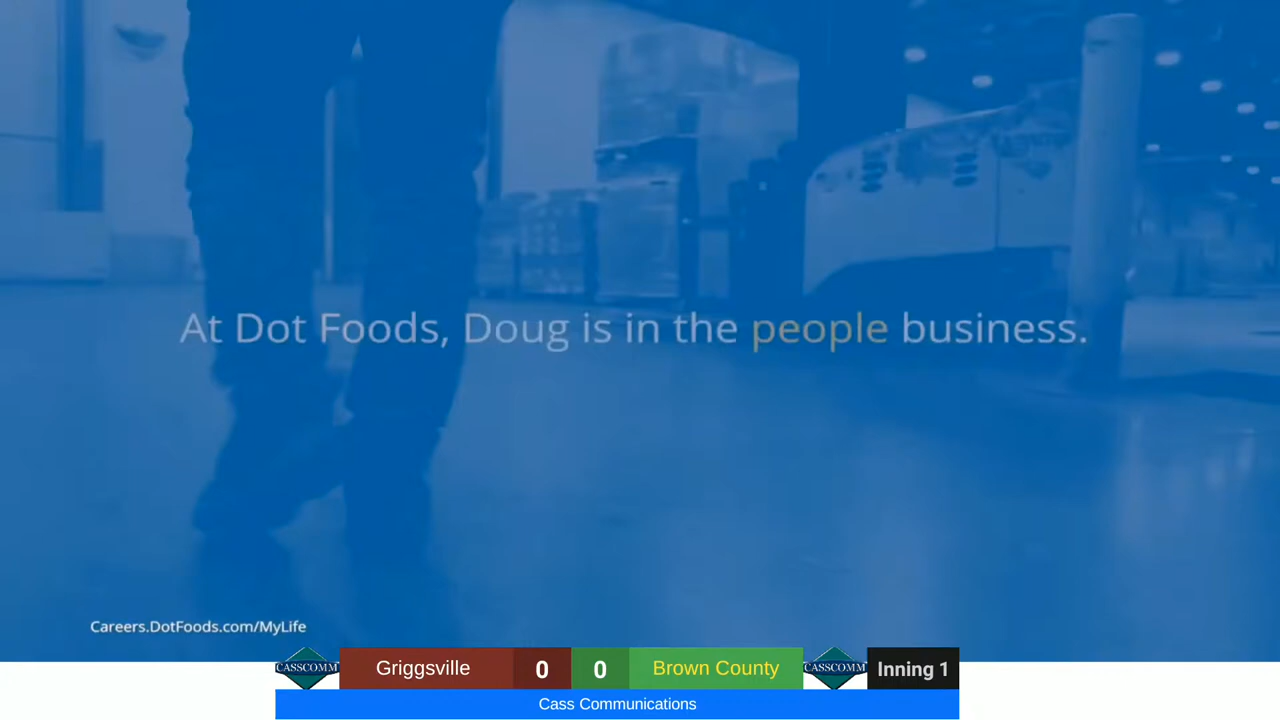 At Dot Foods, Doug is in the people business.
Careers.DotFoods.com/MyLife
CASSCOMM Griggsville 0 0 Brown County CASSCOMM Inning 1
Cass Communications